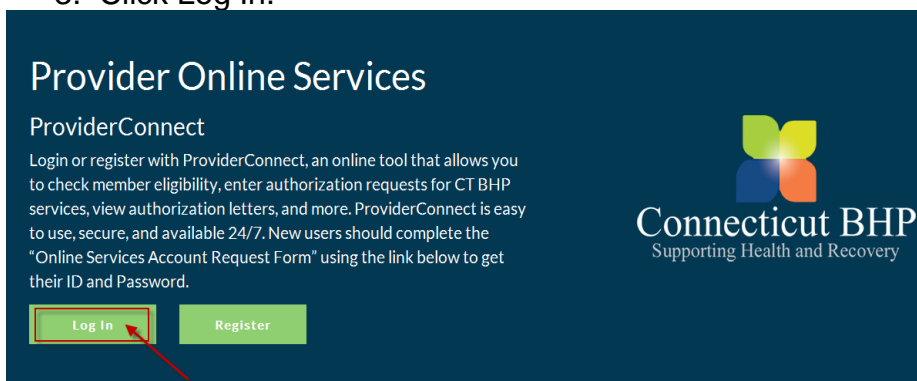 Click Log In.
Provider Online Services
ProviderConnect
Login or register with ProviderConnect, an online tool that allows you
to check member eligibility, enter authorization requests for CT BHP
services, view authorization letters, and more. ProviderConnect is easy
to use, secure, and available 24/7. New users should complete the
“Online Services Account Request Form” using the link below to get
their ID and Password.
Log In
Register
Connecticut BHP
Supporting Health and Recovery